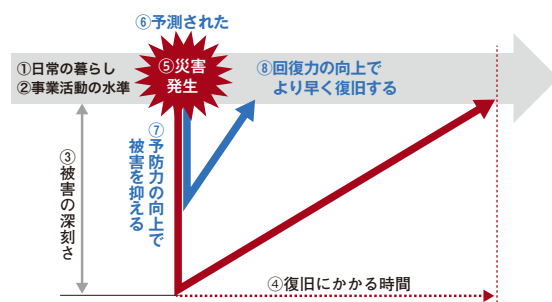 ⑥予測された
①日常の暮らし
②事業活動の水準
⑤災害
発生
⑧回復力の向上で
より早く復旧する
③被害の深刻さ
⑦予防力の向上で
被害を抑える
④復旧にかかる時間